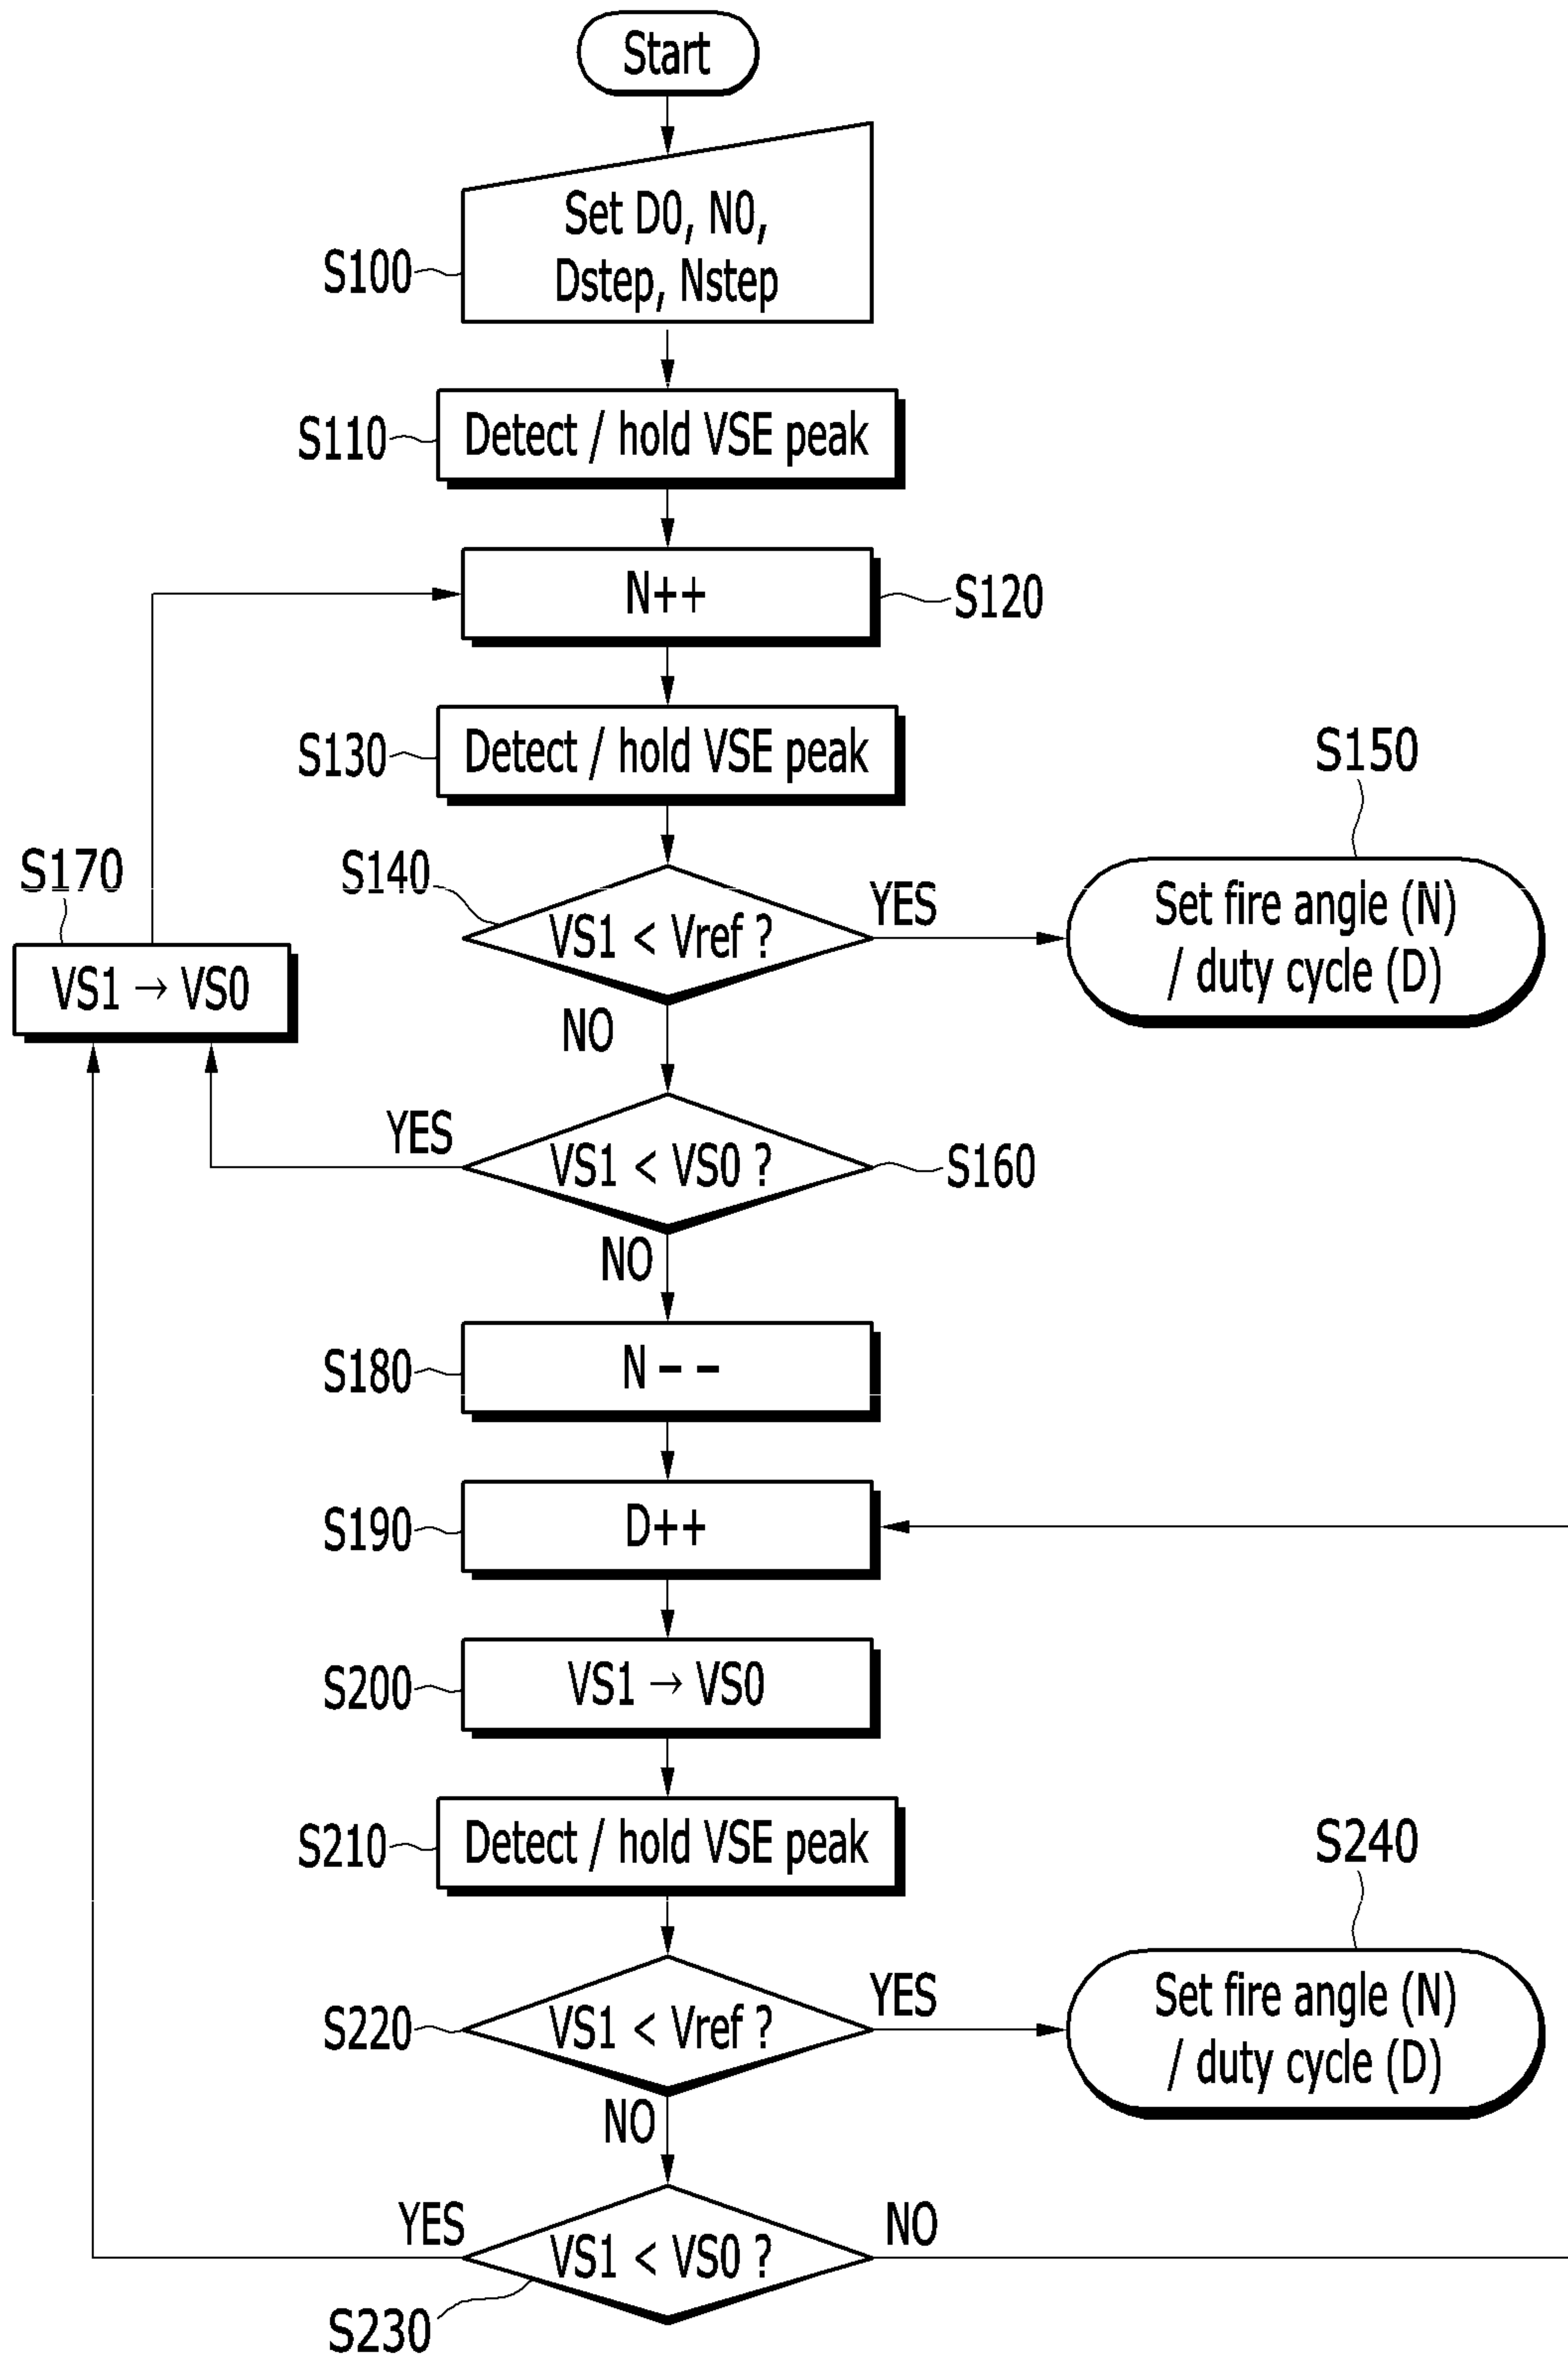 Start
Set D0, N0,
Dstep, Nstep
S100
Detect / hold VSE peak
S110
N++
S120
Detect / hold VSE peak
S130
S150
S170
S140
VS1 < Vref ?
YES
Set fire angle (N)
/ duty cycle (D)
VS1 → VS0
NO
YES
VS1 < VS0 ?
S160
NO
S180
N – –
S190
D++
S200
VS1 → VS0
S210
Detect / hold VSE peak
S240
S220
VS1 < Vref ?
YES
Set fire angle (N)
/ duty cycle (D)
NO
YES
VS1 < VS0 ?
NO
S230